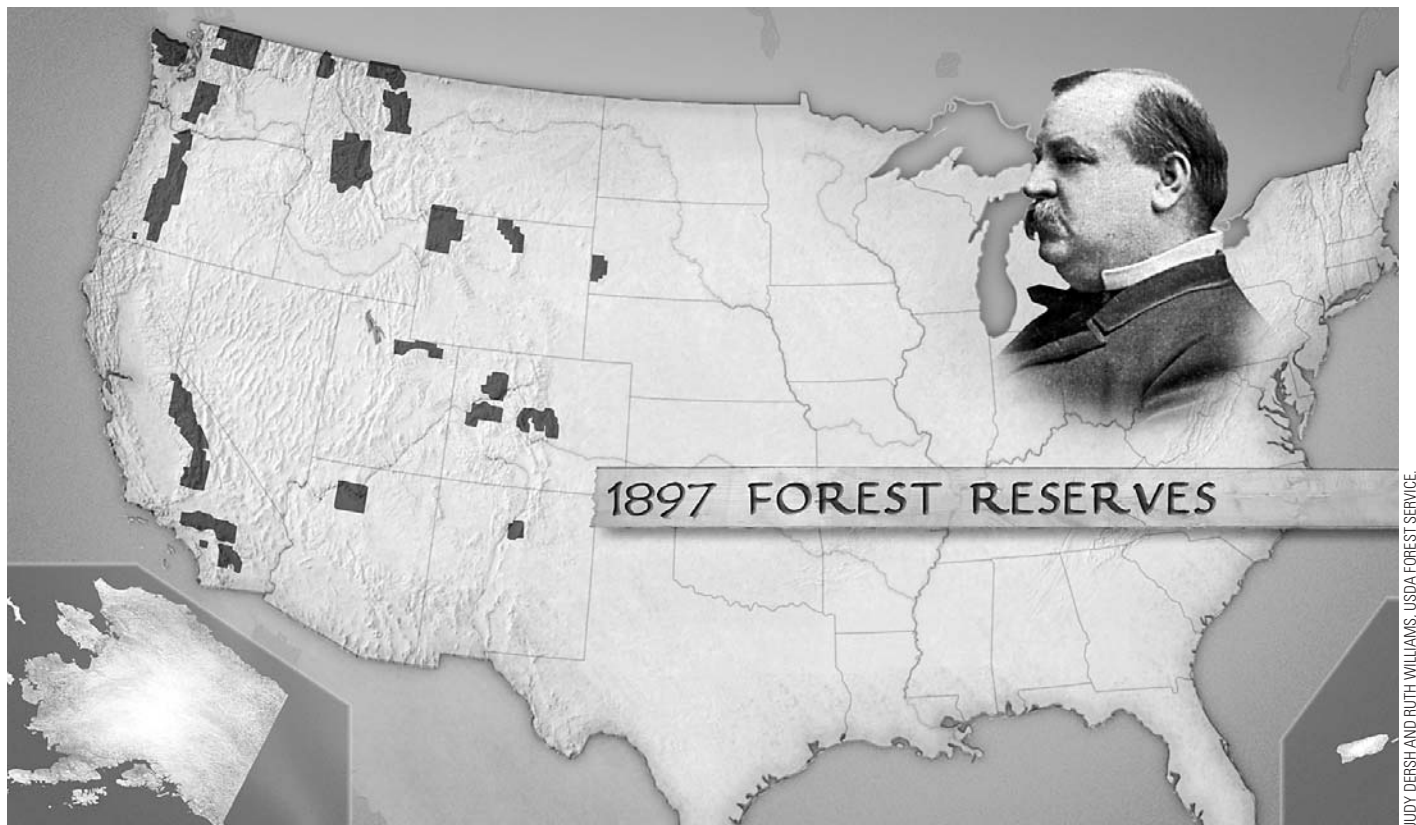 1897 FOREST RESERVES
JUDY DERSH AND RUTH WILLIAMS, USDA FOREST SERVICE.